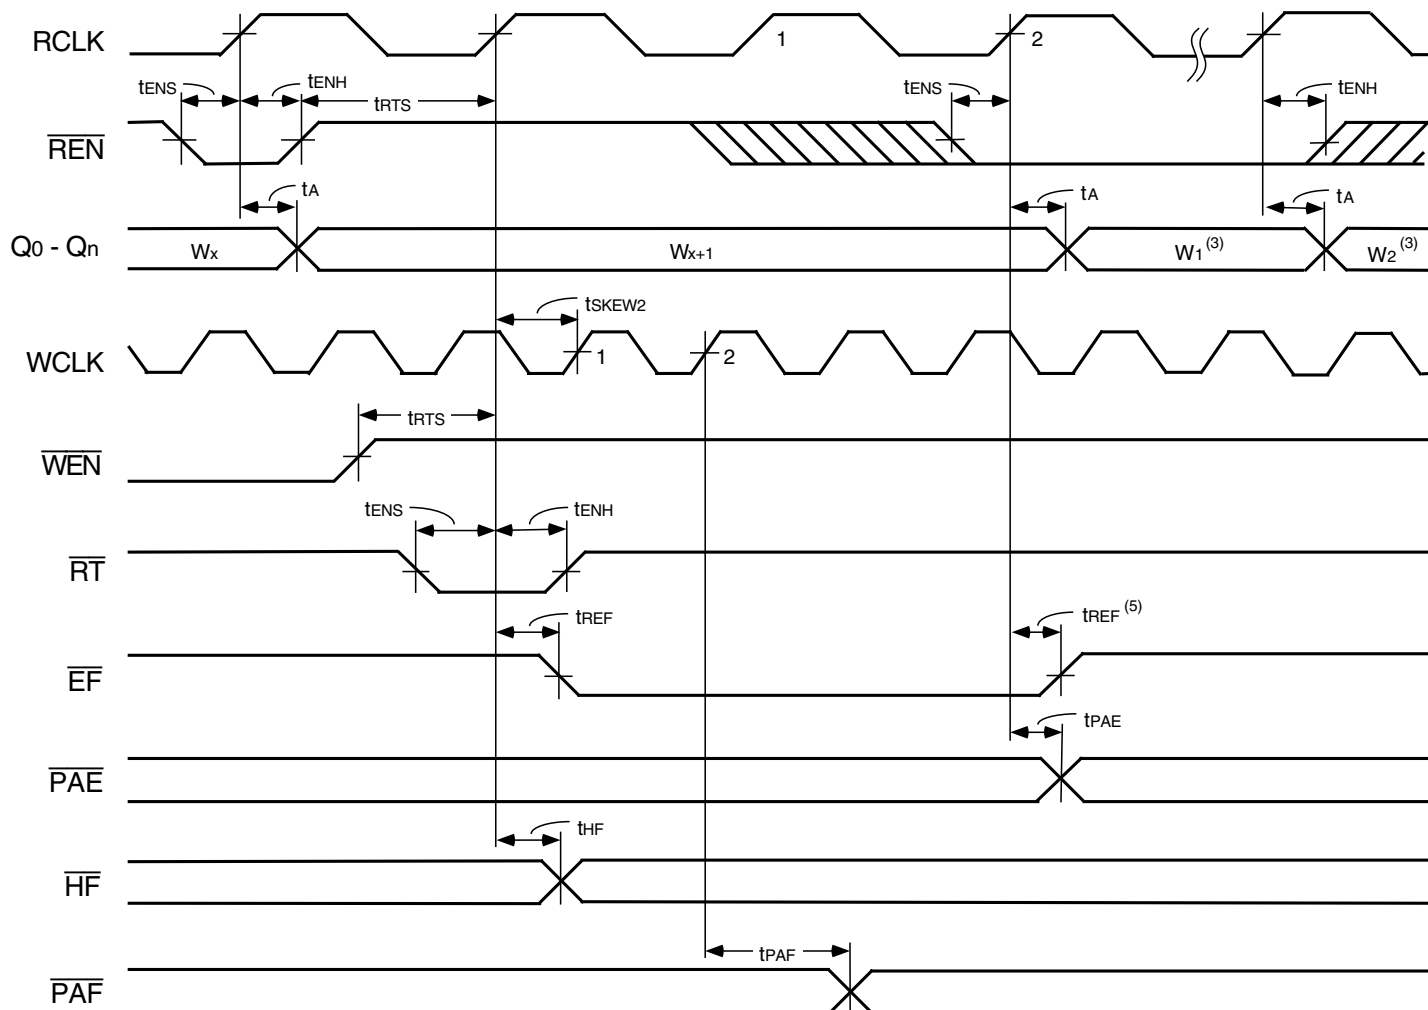 RCLK
1
2
tENS
tENH
tRTS
tENS
tENH
REN
tA
tA
tA
Q0 - Qn
Wx
Wx+1
W1(3)
W2(3)
tSKEW2
WCLK
1
2
tRTS
WEN
tENS
tENH
RT
tREF
tREF(5)
EF
tPAE
PAE
tHF
HF
tPAF
PAF